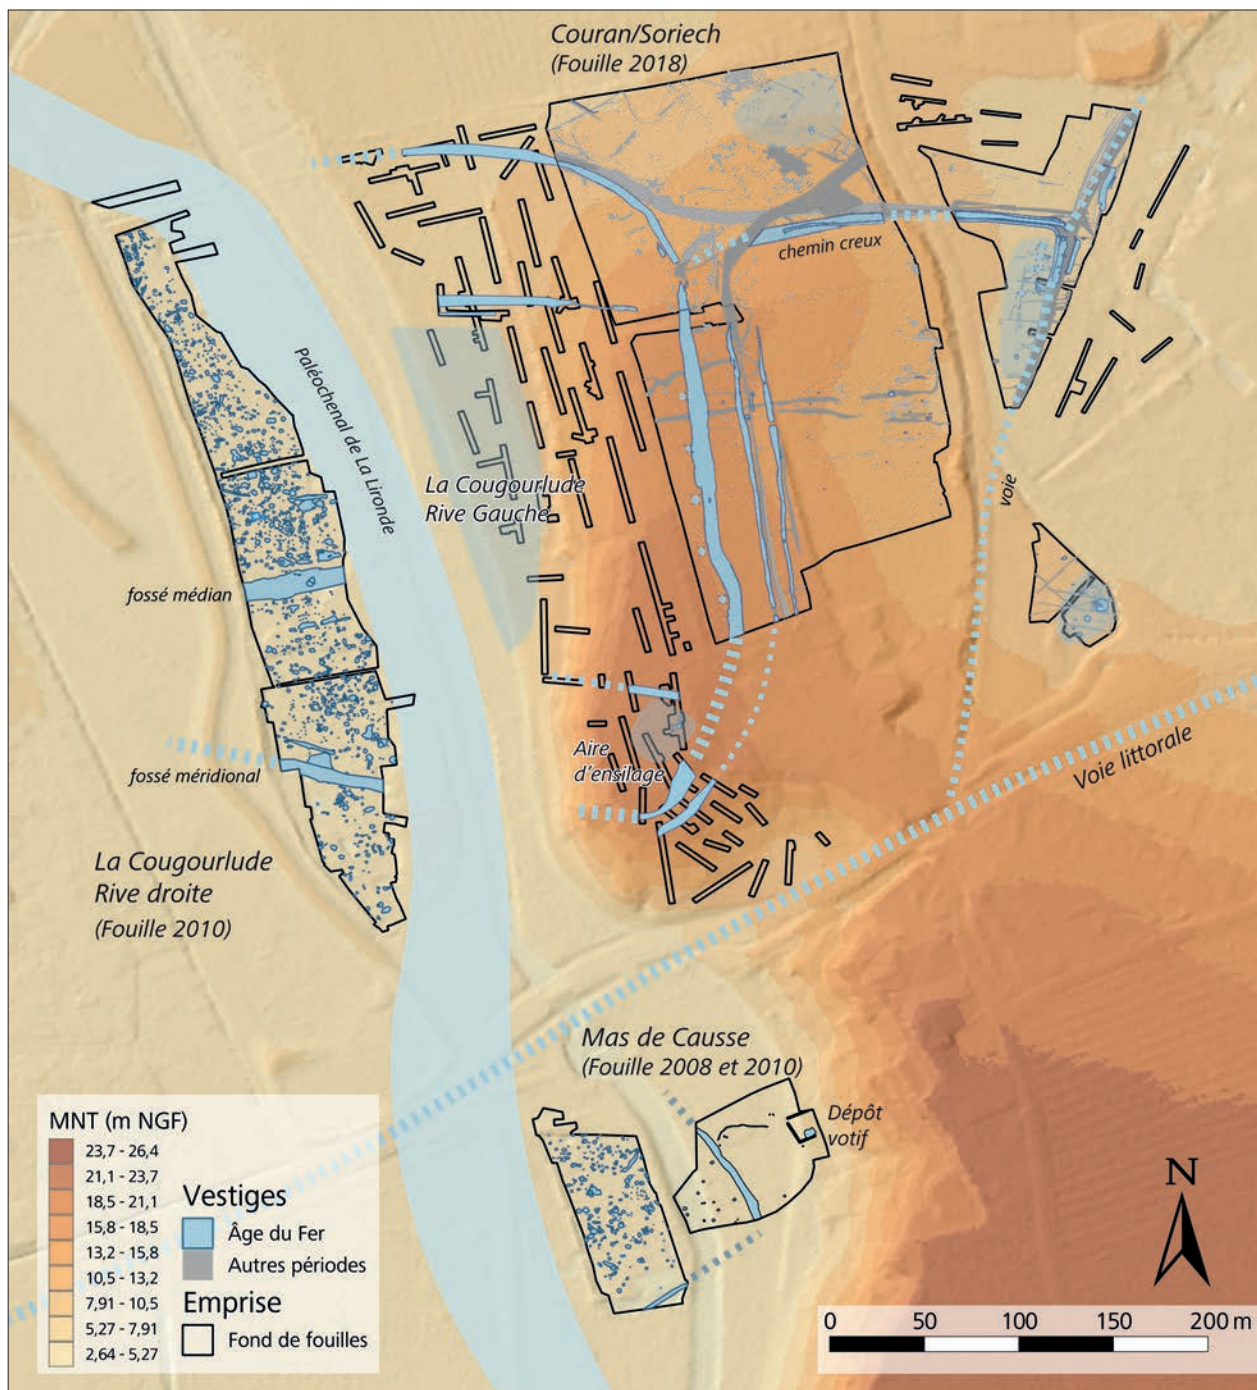 Couran/Soriech
(Fouille 2018)
chemin creux
Paléochenal de La Lironde
La Cougourlude
Rive Gauche
voie
fossé médian
Aire
d'ensilage
Voie littorale
fossé méridional
La Cougourlude
Rive droite
(Fouille 2010)
Mas de Causse
(Fouille 2008 et 2010)
Dépôt
votif
MNT (m NGF)
23,7 - 26,4
21,1 - 23,7
18,5 - 21,1
15,8 - 18,5
13,2 - 15,8
10,5 - 13,2
7,91 - 10,5
5,27 - 7,91
2,64 - 5,27
Vestiges
Âge du Fer
Autres périodes
Emprise
Fond de fouilles
N
0 50 100 150 200 m